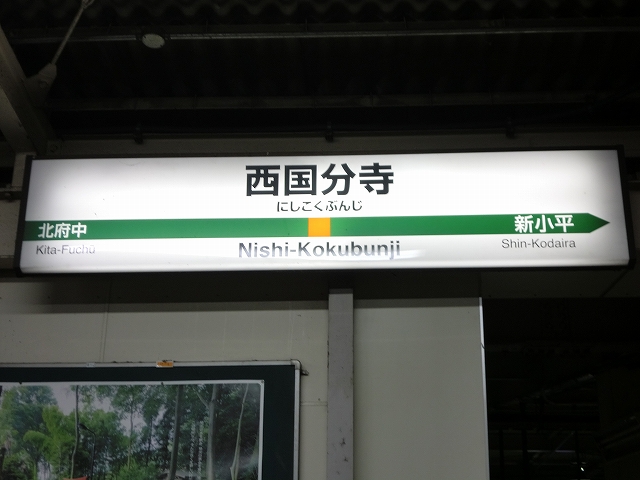 西国分寺
にしこくぶんじ
北府中
新小平
Kita-Fuchū
Nishi-Kokubunji
Shin-Kodaira